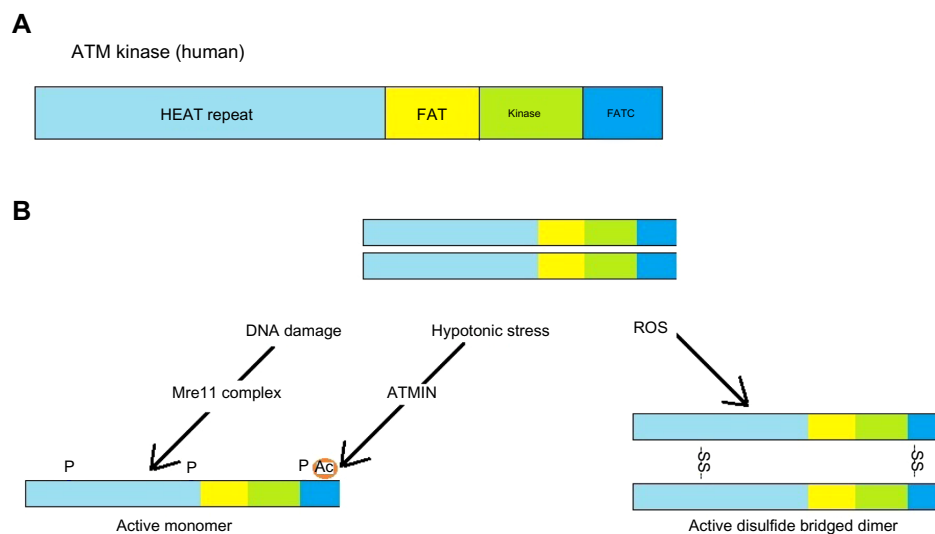 A
ATM kinase (human)
HEAT repeat FAT Kinase FATC
B
DNA damage Hypotonic stress ROS
Mre11 complex ATMIN
P P P Ac
-SS- -SS-
Active monomer Active disulfide bridged dimer